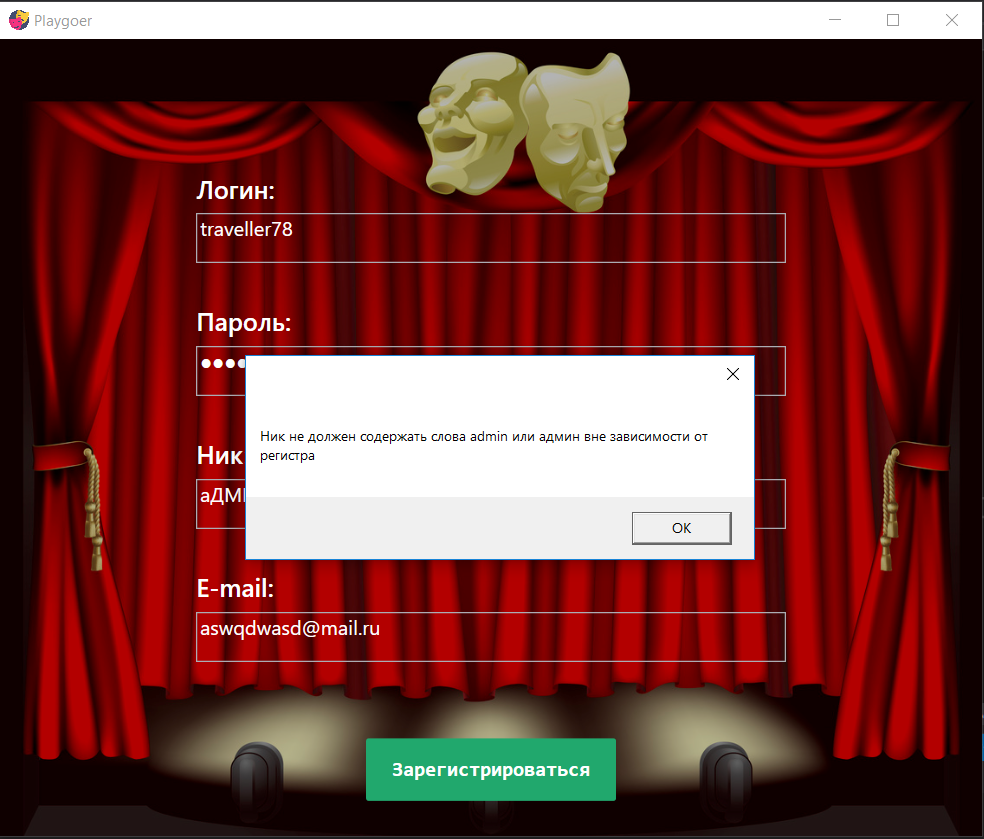 Playgoer
Логин:
traveller78
Пароль:
Ник не должен содержать слова admin или админ вне зависимости от
регистра
OK
Ник
E-mail:
aswqdwasd@mail.ru
Зарегистрироваться